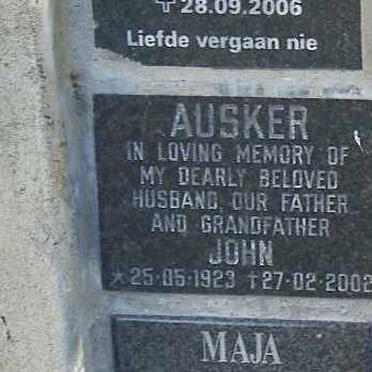 ✝ 28.09.2006
Liefde vergaan nie
AUSKER
IN LOVING MEMORY OF
MY DEARLY BELOVED
HUSBAND, OUR FATHER
AND GRANDFATHER
JOHN
★ 25·05·1923 ✝ 27·02·2002
MAJA